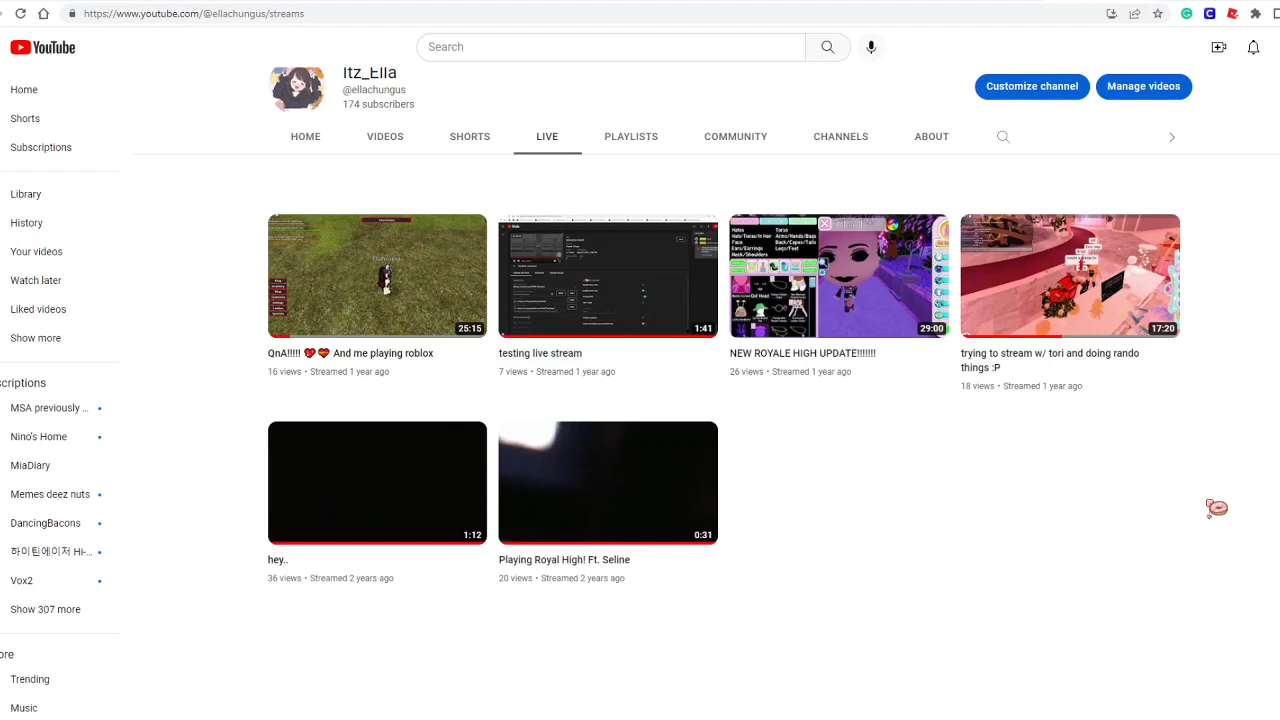 https://www.youtube.com/@ellachungus/streams
YouTube
Search
Itz_Ella
@ellachungus
174 subscribers
Customize channel
Manage videos
HOME
VIDEOS
SHORTS
LIVE
PLAYLISTS
COMMUNITY
CHANNELS
ABOUT
Home
Shorts
Subscriptions
Library
History
Your videos
Watch later
Liked videos
Show more
scriptions
MSA previously ...
Nino's Home
MiaDiary
Memes deez nuts
DancingBacons
하이틴에이저 Hi-...
Vox2
Show 307 more
ore
Trending
Music
25:15
QnA!!!!! 💖 ❤️ And me playing roblox
16 views • Streamed 1 year ago
1:41
testing live stream
7 views • Streamed 1 year ago
29:00
NEW ROYALE HIGH UPDATE!!!!!!!
26 views • Streamed 1 year ago
17:20
trying to stream w/ tori and doing rando
things :P
18 views • Streamed 1 year ago
1:12
hey..
36 views • Streamed 2 years ago
0:31
Playing Royal High! Ft. Seline
20 views • Streamed 2 years ago